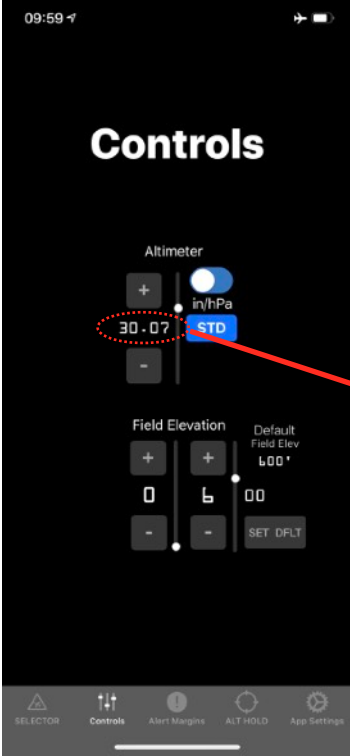 09:59
Controls
Altimeter
+
in/hPa
30.07 STD
-
Field Elevation Default
Field Elev
+ + 600'
0 6 00
- - SET DFLT
SELECTOR Controls Alert Margins ALT HOLD App Settings